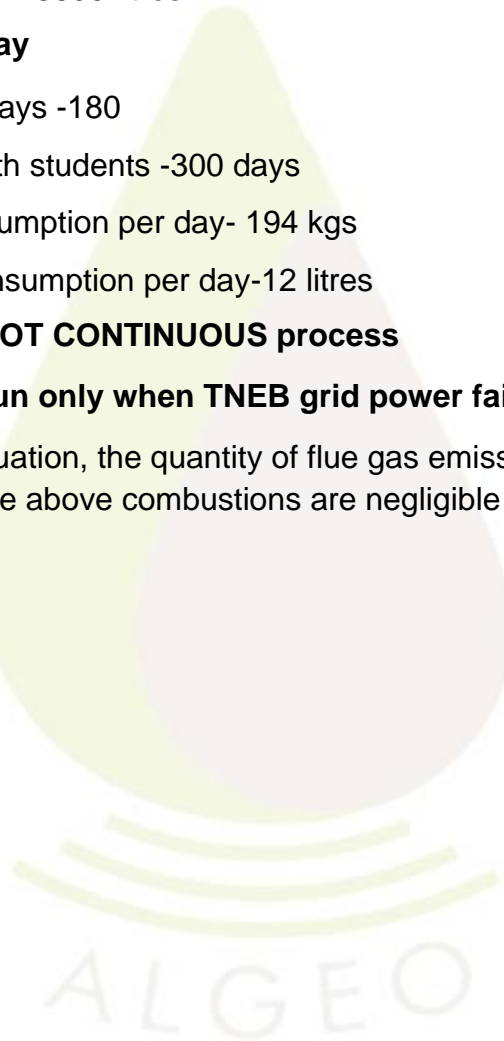 ay
ays -180
th students -300 days
umption per day- 194 kgs
nsumption per day-12 litres
OT CONTINUOUS process
un only when TNEB grid power fai
uation, the quantity of flue gas emiss
e above combustions are negligible
ALGEO